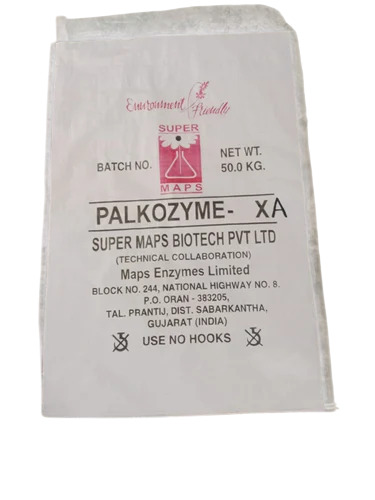 Environment Friendly
SUPER
MAPS
BATCH NO.
NET WT.
50.0 KG.
PALKOZYME- XA
SUPER MAPS BIOTECH PVT LTD
(TECHNICAL COLLABORATION)
Maps Enzymes Limited
BLOCK NO. 244, NATIONAL HIGHWAY NO. 8.
P.O. ORAN - 383205,
TAL. PRANTIJ, DIST. SABARKANTHA,
GUJARAT (INDIA)
USE NO HOOKS